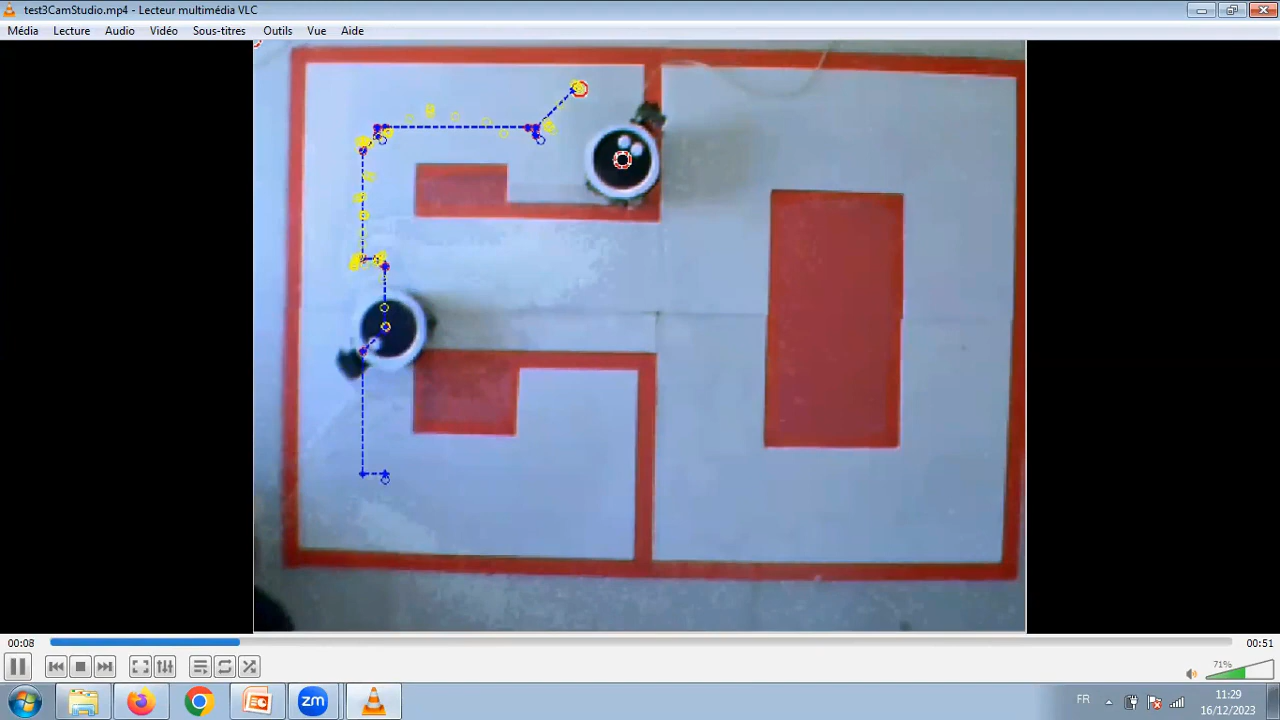 test3CamStudio.mp4 - Lecteur multimédia VLC
Média Lecture Audio Vidéo Sous-titres Outils Vue Aide
00:08 00:51
71%
zm FR 11:29
16/12/2023